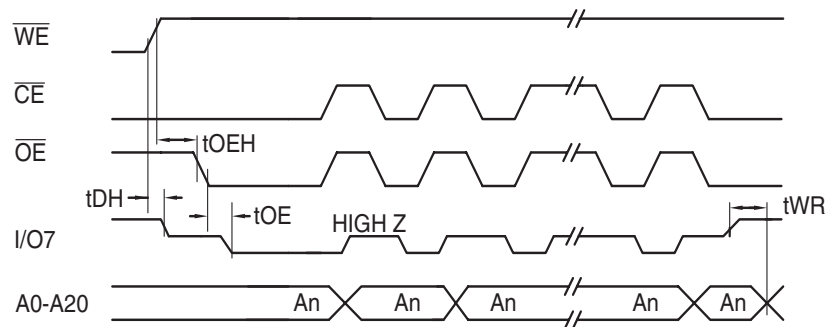 WE
CE
OE
tOEH
tDH
tOE
HIGH Z
tWR
I/O7
A0-A20
An An An An An